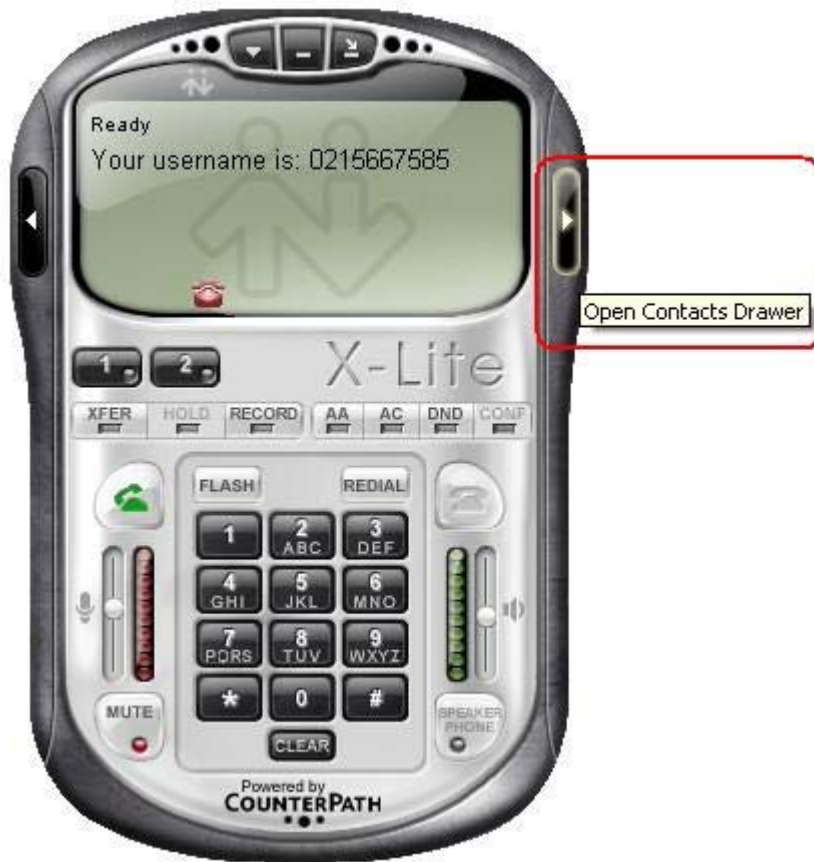 Ready
Your username is: 0215667585
Open Contacts Drawer
1 2
X-Lite
XFER HOLD RECORD AA AC DND CONF
FLASH REDIAL
1 2 3
ABC DEF
4 5 6
GHI JKL MNO
7 8 9
PQRS TUV WXYZ
* 0 #
MUTE
SPEAKER
PHONE
CLEAR
Powered by
COUNTERPATH